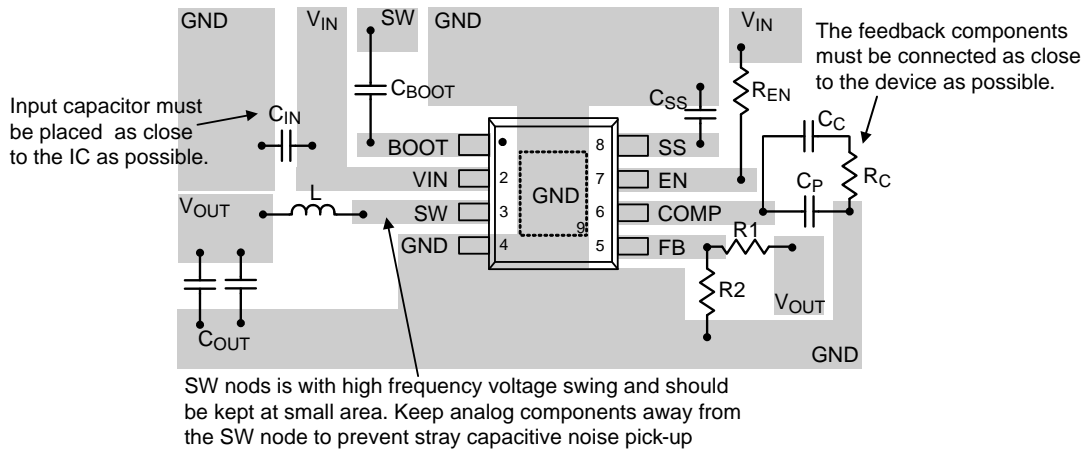 GND
VIN
SW
GND
VIN
The feedback components
must be connected as close
to the device as possible.
Input capacitor must
be placed as close
to the IC as possible.
CIN
CBOOT
CSS
REN
CC
RC
CP
BOOT
8
SS
VIN
2
GND
7
EN
VOUT
L
SW
3
6
COMP
GND
4
9
5
FB
R1
R2
VOUT
COUT
GND
SW nods is with high frequency voltage swing and should
be kept at small area. Keep analog components away from
the SW node to prevent stray capacitive noise pick-up